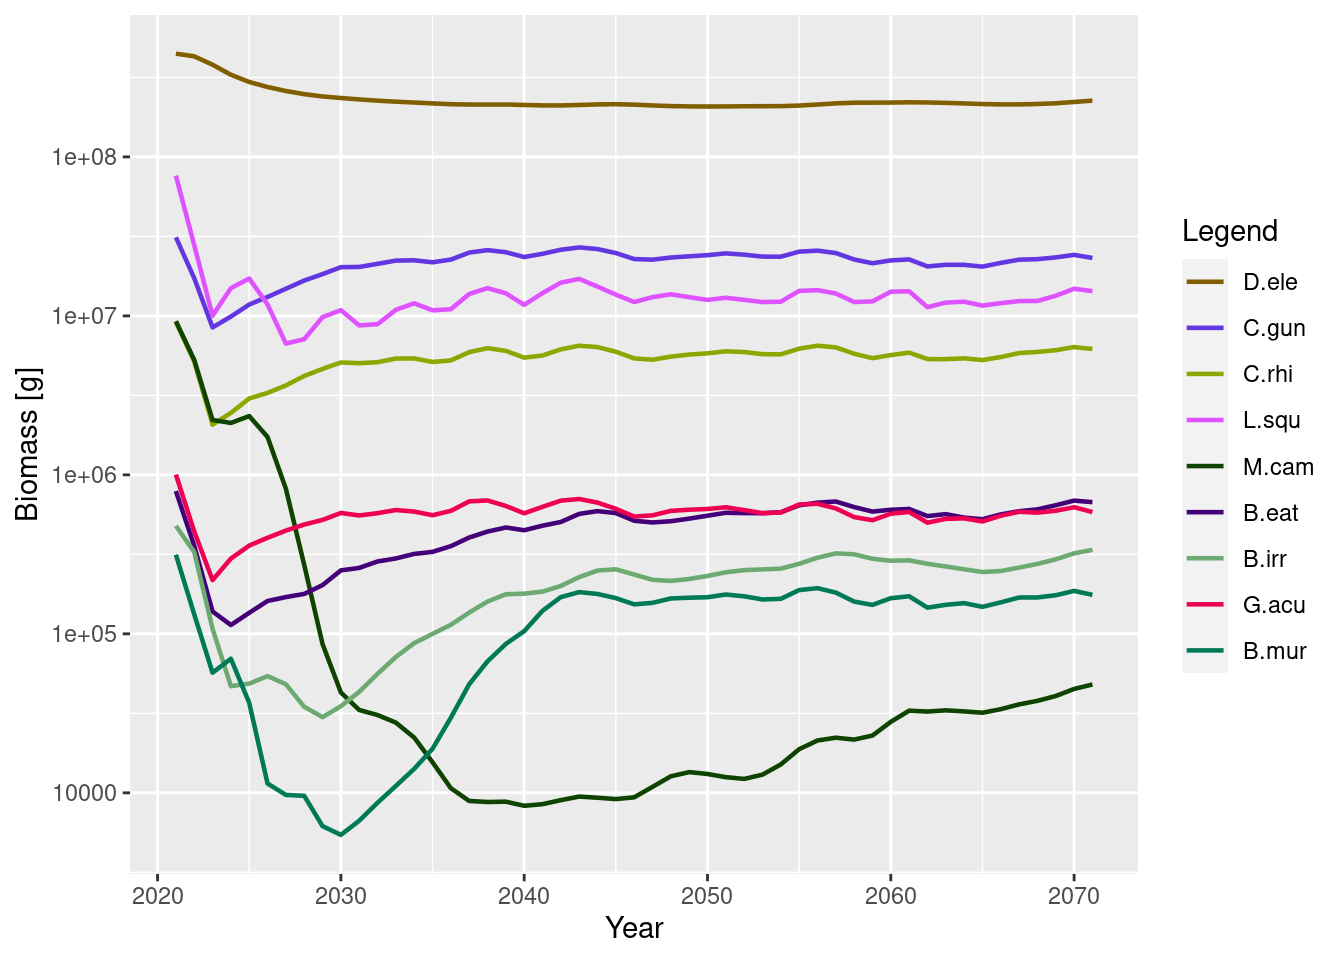 Biomass [g]
1e+08
1e+07
1e+06
1e+05
10000
2020 2030 2040 2050 2060 2070
Year
Legend
D.ele
C.gun
C.rhi
L.squ
M.cam
B.eat
B.irr
G.acu
B.mur